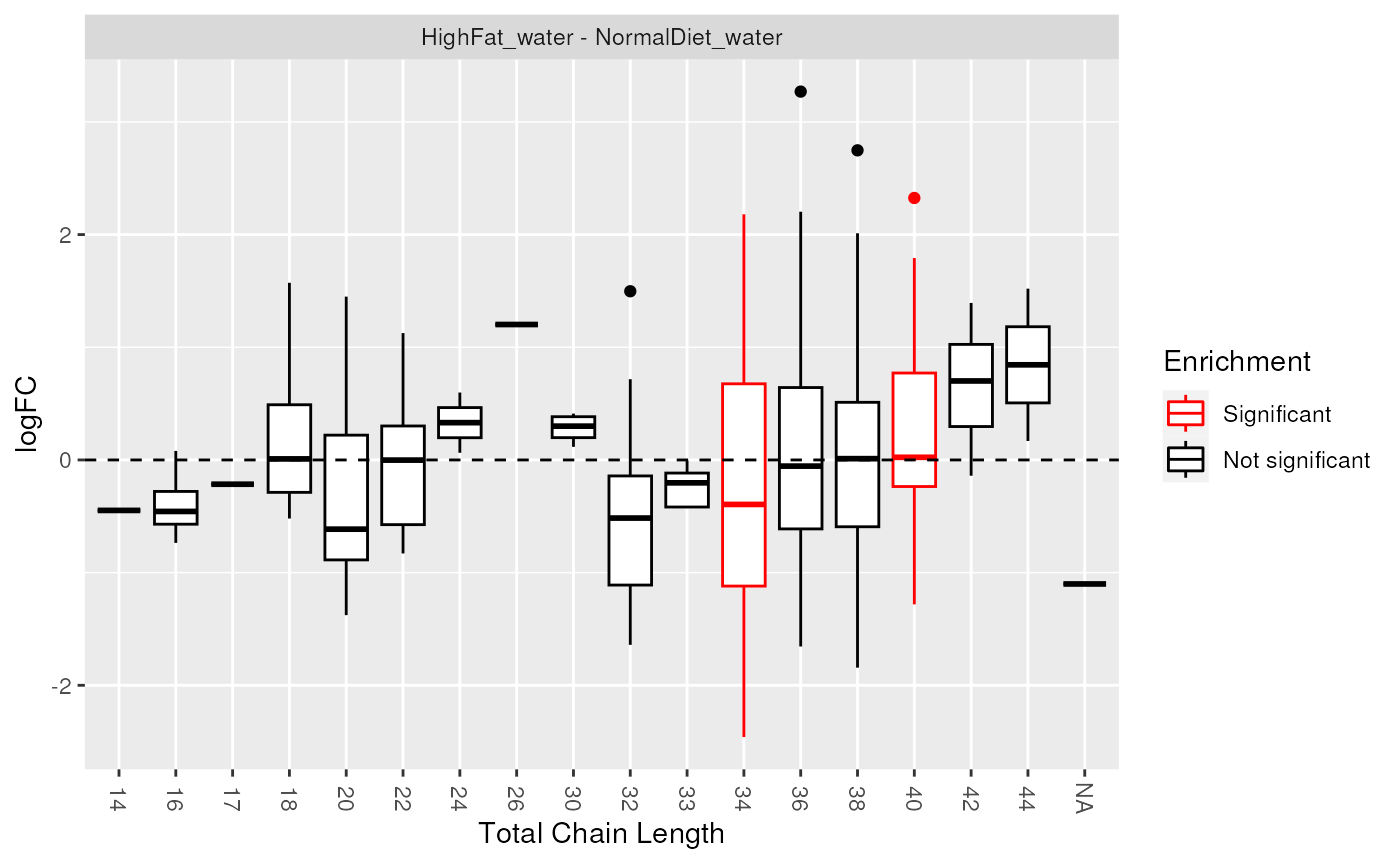 HighFat_water - NormalDiet_water
logFC
2
0
-2
14 16 17 18 20 22 24 26 30 32 33 34 36 38 40 42 44 NA
Total Chain Length
Enrichment
Significant
Not significant